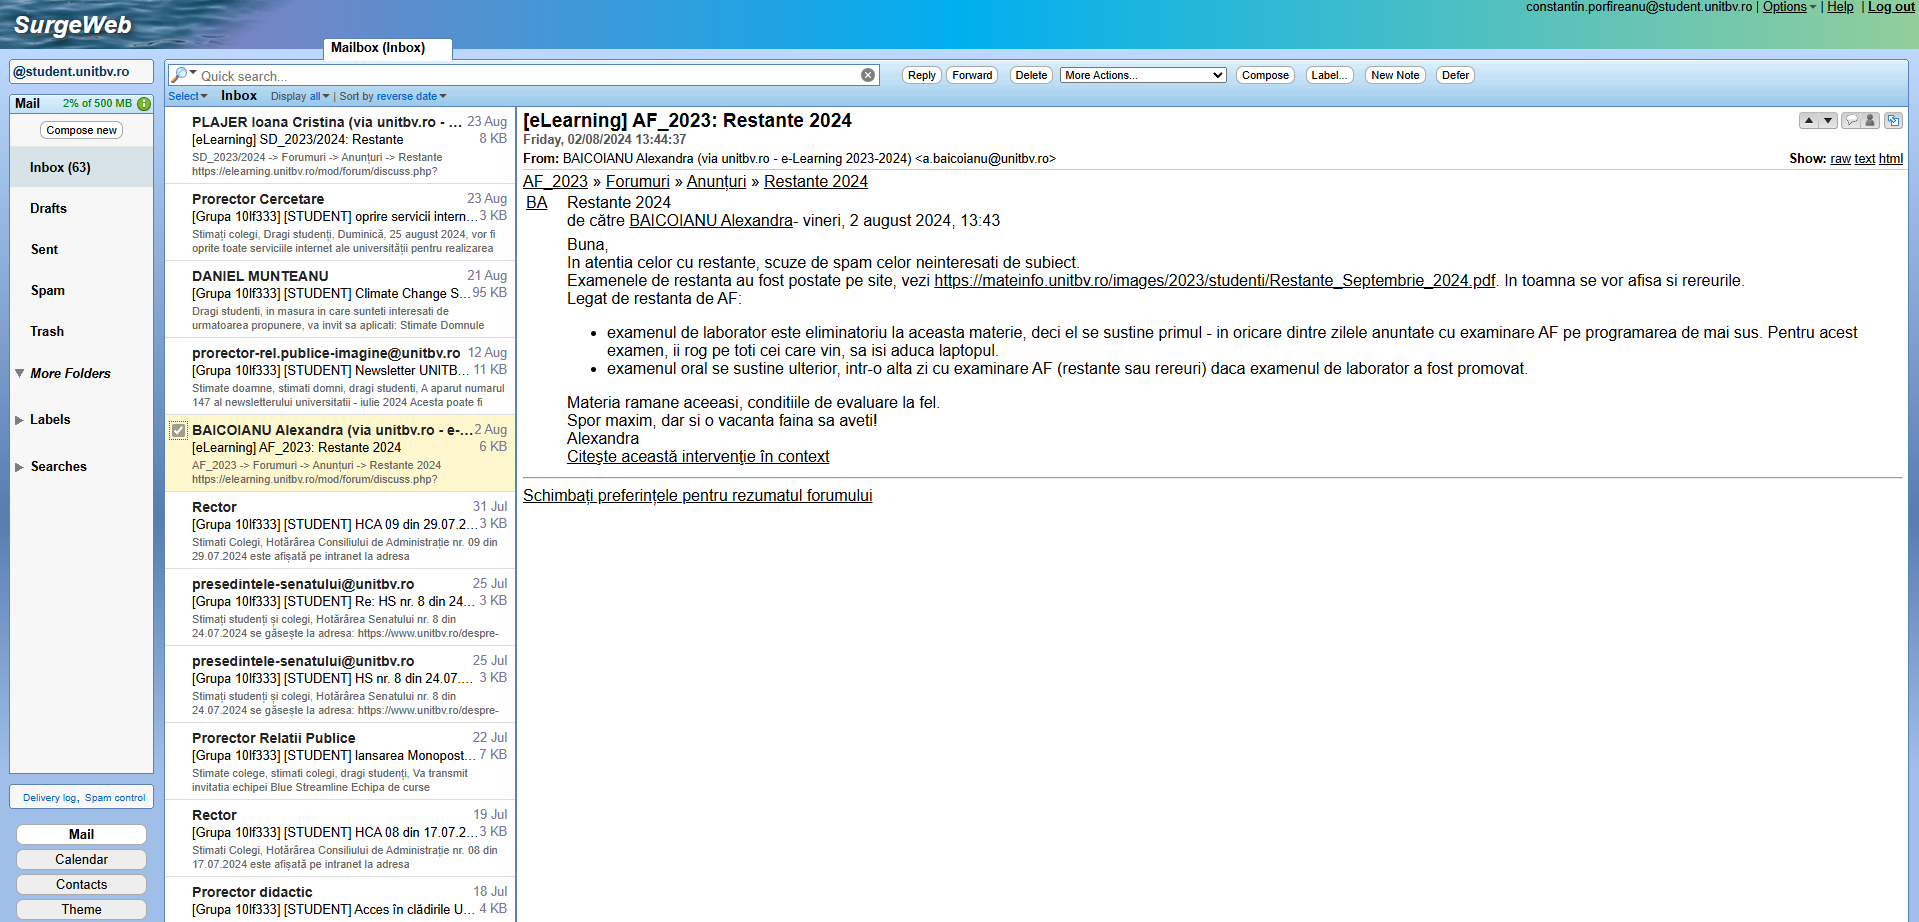 SurgeWeb
constantin.porfireanu@student.unitbv.ro | Options | Help | Log out
Mailbox (Inbox)
@student.unitbv.ro
Mail 2% of 500 MB
Compose new
Inbox (63)
Drafts
Sent
Spam
Trash
More Folders
Labels
Searches
Delivery log, Spam control
Mail
Calendar
Contacts
Theme
Quick search...
Reply Forward Delete More Actions... Compose Label... New Note Defer
Select Inbox Display all | Sort by reverse date
PLAJER Ioana Cristina (via unitbv.ro - ... 23 Aug
[eLearning] SD_2023/2024: Restante 8 KB
SD_2023/2024 -> Forumuri -> Anunțuri -> Restante
https://elearning.unitbv.ro/mod/forum/discuss.php?
Prorector Cercetare 23 Aug
[Grupa 10lf333] [STUDENT] oprire servicii intern... 3 KB
Stimați colegi, Dragi studenți, Duminică, 25 august 2024, vor fi
oprite toate serviciile internet ale universității pentru realizarea
DANIEL MUNTEANU 21 Aug
[Grupa 10lf333] [STUDENT] Climate Change S... 95 KB
Dragi studenti, in masura in care sunteti interesati de
urmatoarea propunere, va invit sa aplicati: Stimate Domnule
prorector-rel.publice-imagine@unitbv.ro 12 Aug
[Grupa 10lf333] [STUDENT] Newsletter UNITB... 11 KB
Stimate doamne, stimati domni, dragi studenti, A aparut numarul
147 al newsletterului universitatii - iulie 2024 Acesta poate fi
BAICOIANU Alexandra (via unitbv.ro - e-... 2 Aug
[eLearning] AF_2023: Restante 2024 6 KB
AF_2023 -> Forumuri -> Anunțuri -> Restante 2024
https://elearning.unitbv.ro/mod/forum/discuss.php?
Rector 31 Jul
[Grupa 10lf333] [STUDENT] HCA 09 din 29.07.2... 3 KB
Stimati Colegi, Hotărârea Consiliului de Administrație nr. 09 din
29.07.2024 este afișată pe intranet la adresa
presedintele-senatului@unitbv.ro 25 Jul
[Grupa 10lf333] [STUDENT] Re: HS nr. 8 din 24... 3 KB
Stimați studenți și colegi, Hotărârea Senatului nr. 8 din
24.07.2024 se găsește la adresa: https://www.unitbv.ro/despre-
presedintele-senatului@unitbv.ro 25 Jul
[Grupa 10lf333] [STUDENT] HS nr. 8 din 24.07.... 3 KB
Stimați studenți și colegi, Hotărârea Senatului nr. 8 din
24.07.2024 se găsește la adresa: https://www.unitbv.ro/despre-
Prorector Relatii Publice 22 Jul
[Grupa 10lf333] [STUDENT] lansarea Monopost... 7 KB
Stimate colege, stimati colegi, dragi studenți, Va transmit
invitatia echipei Blue Streamline Echipa de curse
Rector 19 Jul
[Grupa 10lf333] [STUDENT] HCA 08 din 17.07.2... 3 KB
Stimati Colegi, Hotărârea Consiliului de Administrație nr. 08 din
17.07.2024 este afișată pe intranet la adresa
Prorector didactic 18 Jul
[Grupa 10lf333] [STUDENT] Acces în clădirile U... 4 KB
[eLearning] AF_2023: Restante 2024
Friday, 02/08/2024 13:44:37
From: BAICOIANU Alexandra (via unitbv.ro - e-Learning 2023-2024) <a.baicoianu@unitbv.ro> Show: raw text html
AF_2023 » Forumuri » Anunțuri » Restante 2024
BA Restante 2024
de către BAICOIANU Alexandra- vineri, 2 august 2024, 13:43
Buna,
In atentia celor cu restante, scuze de spam celor neinteresati de subiect.
Examenele de restanta au fost postate pe site, vezi https://mateinfo.unitbv.ro/images/2023/studenti/Restante_Septembrie_2024.pdf. In toamna se vor afisa si rereurile.
Legat de restanta de AF:
• examenul de laborator este eliminatoriu la aceasta materie, deci el se sustine primul - in oricare dintre zilele anuntate cu examinare AF pe programarea de mai sus. Pentru acest
examen, ii rog pe toti cei care vin, sa isi aduca laptopul.
• examenul oral se sustine ulterior, intr-o alta zi cu examinare AF (restante sau rereuri) daca examenul de laborator a fost promovat.
Materia ramane aceeasi, conditiile de evaluare la fel.
Spor maxim, dar si o vacanta faina sa aveti!
Alexandra
Citeşte această intervenţie în context
Schimbați preferințele pentru rezumatul forumului